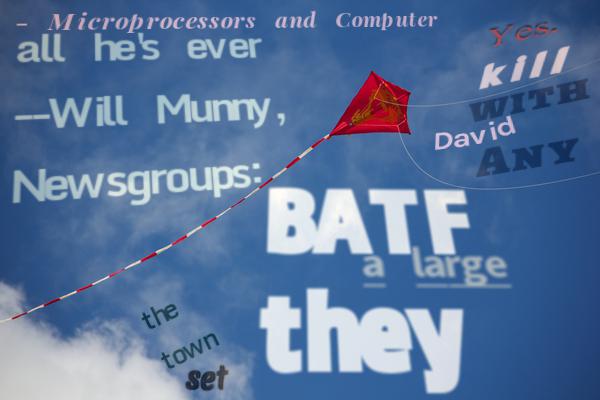 - Microprocessors and Computer
all he's ever
--Will Munny,
Newsgroups:
Yes.
kill
WITH
David
ANY
BATF
a large
they
the
town
set